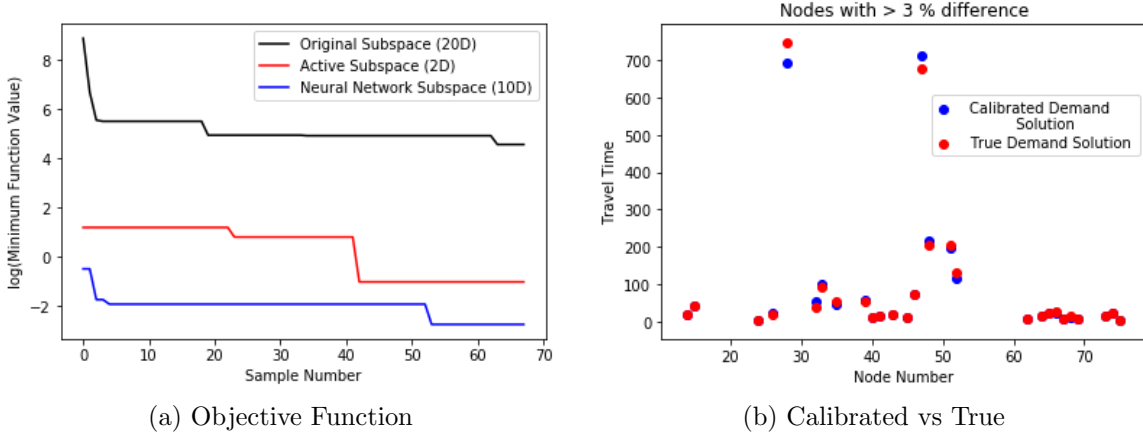 log(Minimum Function Value)
8
6
4
2
0
−2
Original Subspace (20D)
Active Subspace (2D)
Neural Network Subspace (10D)
0 10 20 30 40 50 60 70
Sample Number
(a) Objective Function
Nodes with > 3 % difference
Travel Time
700
600
500
400
300
200
100
0
Calibrated Demand
Solution
True Demand Solution
20 30 40 50 60 70
Node Number
(b) Calibrated vs True